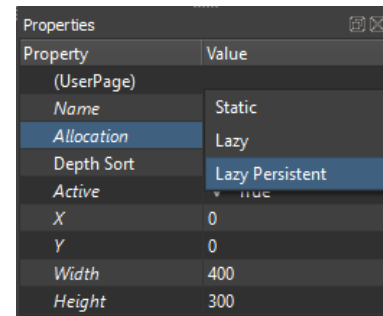 Properties
Property Value
(UserPage)
Name Static
Allocation Lazy
Depth Sort Lazy Persistent
Active True
X 0
Y 0
Width 400
Height 300